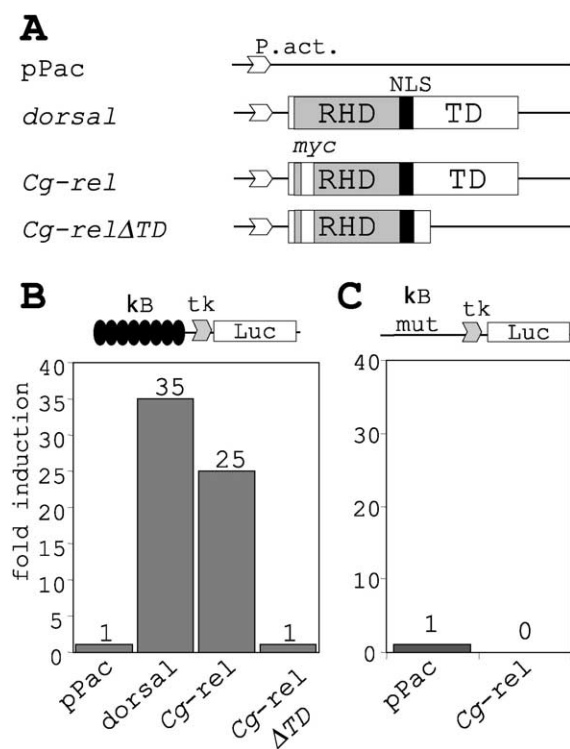 A
P.act.
pPac
NLS
dorsal RHD TD
myc
Cg-rel RHD TD
Cg-relΔTD RHD
B
kB tk
Luc
fold induction
40
35
30
25
20
15
10
5
0
1
35
25
1
pPac
dorsal
Cg-rel
Cg-rel
ΔTD
C
kB
mut tk
Luc
40
30
20
10
0
1
0
pPac
Cg-rel